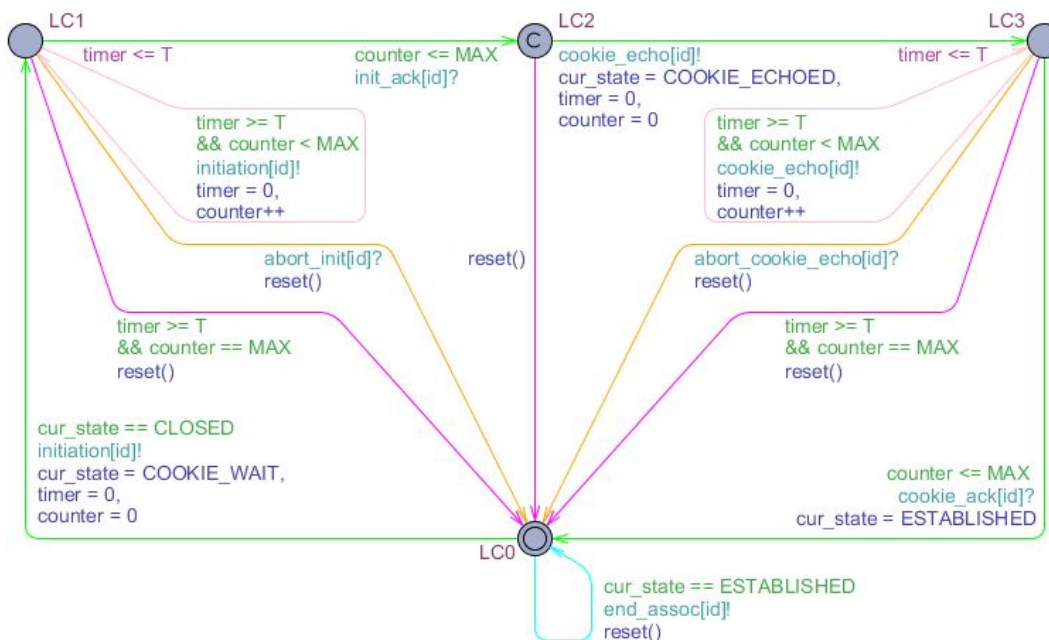 LC1
LC2
LC3
timer <= T
counter <= MAX
init_ack[id]?
C
cookie_echo[id]!
cur_state = COOKIE_ECHOED,
timer = 0,
counter = 0
timer <= T
timer >= T
&& counter < MAX
initiation[id]!
timer = 0,
counter++
timer >= T
&& counter < MAX
cookie_echo[id]!
timer = 0,
counter++
abort_init[id]?
reset()
reset()
abort_cookie_echo[id]?
reset()
timer >= T
&& counter == MAX
reset()
timer >= T
&& counter == MAX
reset()
cur_state == CLOSED
initiation[id]!
cur_state = COOKIE_WAIT,
timer = 0,
counter = 0
counter <= MAX
cookie_ack[id]?
cur_state = ESTABLISHED
LC0
cur_state == ESTABLISHED
end_assoc[id]!
reset()